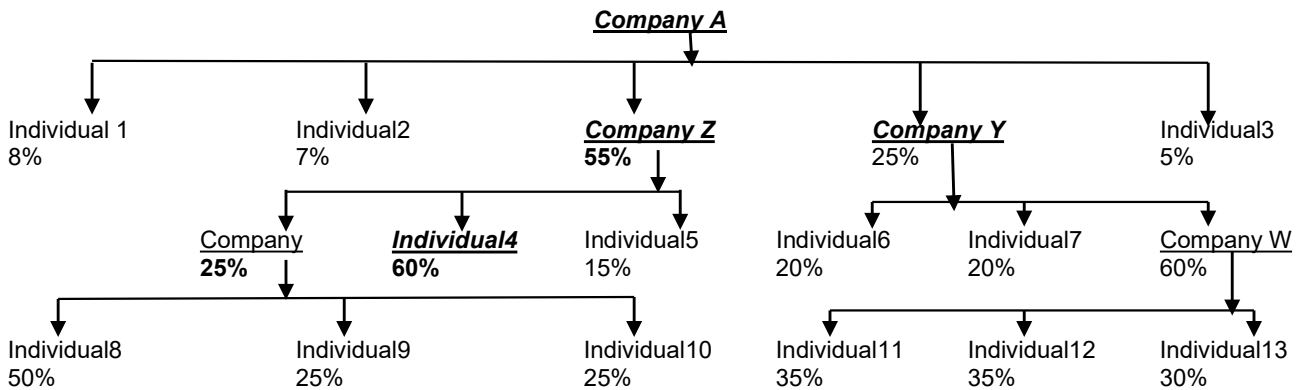 Company A
Individual 1 Individual2 Company Z Company Y Individual3
8% 7% 55% 25% 5%
Company Individual4 Individual5 Individual6 Individual7 Company W
25% 60% 15% 20% 20% 60%
Individual8 Individual9 Individual10 Individual11 Individual12 Individual13
50% 25% 25% 35% 35% 30%